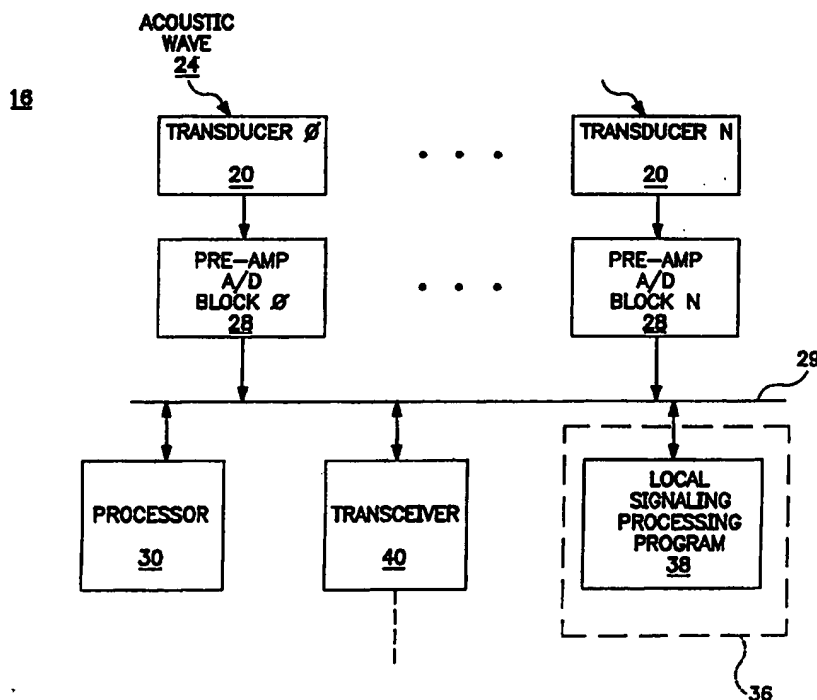 ACOUSTIC
WAVE
24
16
TRANSDUCER Ø
20
TRANSDUCER N
20
PRE-AMP
A/D
BLOCK Ø
28
PRE-AMP
A/D
BLOCK N
28
29
PROCESSOR
30
TRANSCEIVER
40
LOCAL
SIGNALING
PROCESSING
PROGRAM
38
36